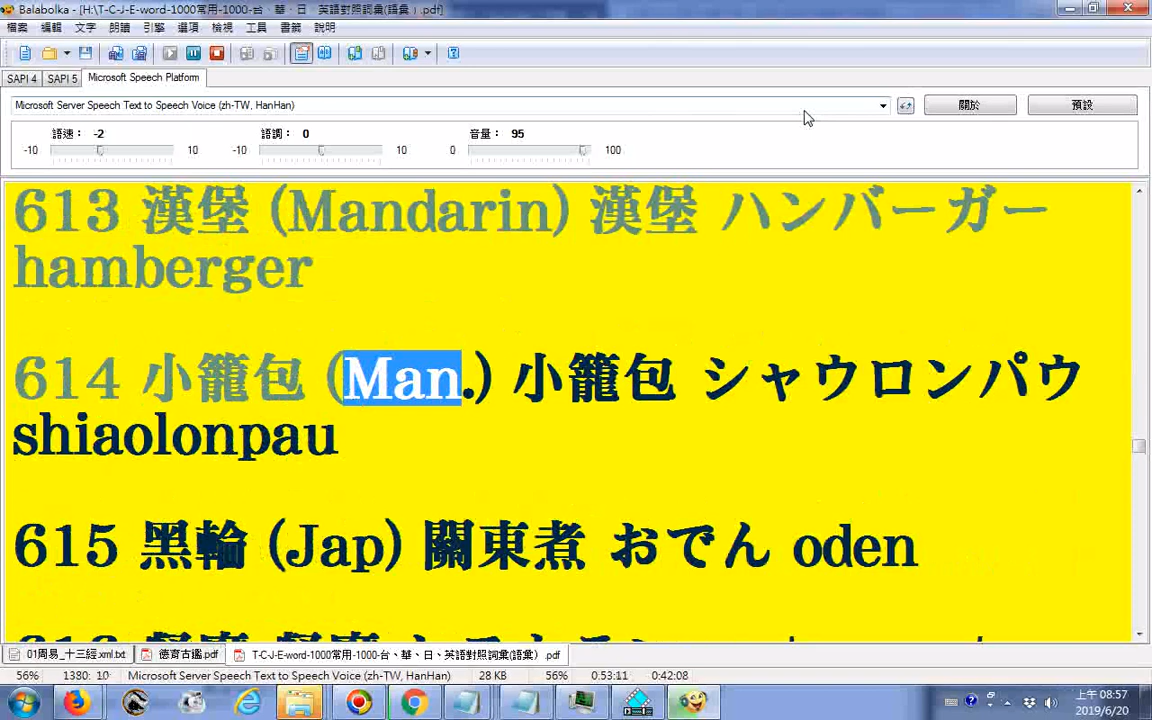 Balabolka - [H:\T-C-J-E-word-1000常用-1000-台、華、日、英語對照詞彙(語彙﹞.pdf]
檔案 編輯 文字 朗讀 引擎 選項 檢視 工具 書籤 說明
SAPI 4 SAPI 5 Microsoft Speech Platform
Microsoft Server Speech Text to Speech Voice (zh-TW, HanHan) 關於 預設
語速： -2 語調： 0 音量： 95
-10 10 -10 10 0 100
613 漢堡 (Mandarin) 漢堡 ハンバーガー
hamberger
614 小籠包 (Man.) 小籠包 シャウロンパウ
shiaolonpau
615 黑輪 (Jap) 關東煮 おでん oden
01周易_十三經.xml.txt 德育古鑑.pdf T-C-J-E-word-1000常用-1000-台、華、日、英語對照詞彙(語彙﹞.pdf
56% 1380: 10 Microsoft Server Speech Text to Speech Voice (zh-TW, HanHan) 28 KB 56% 0:53:11 0:42:08
上午 08:57
2019/6/20